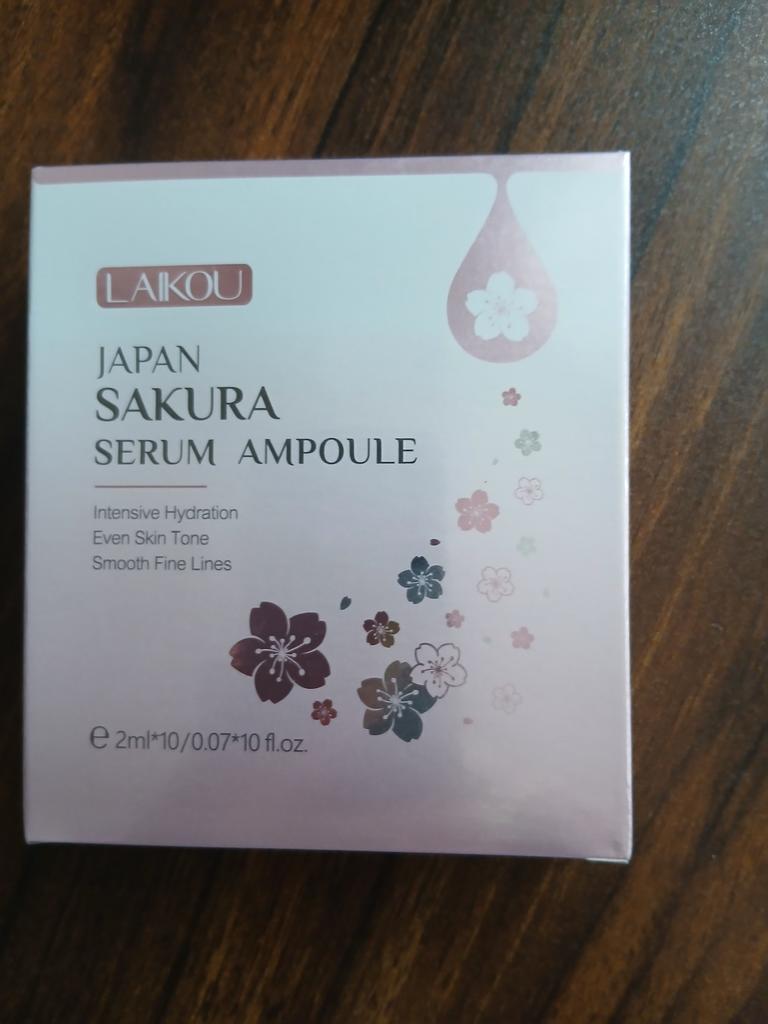 LAIKOU
JAPAN
SAKURA
SERUM AMPOULE
Intensive Hydration
Even Skin Tone
Smooth Fine Lines
e 2ml*10/0.07*10 fl.oz.